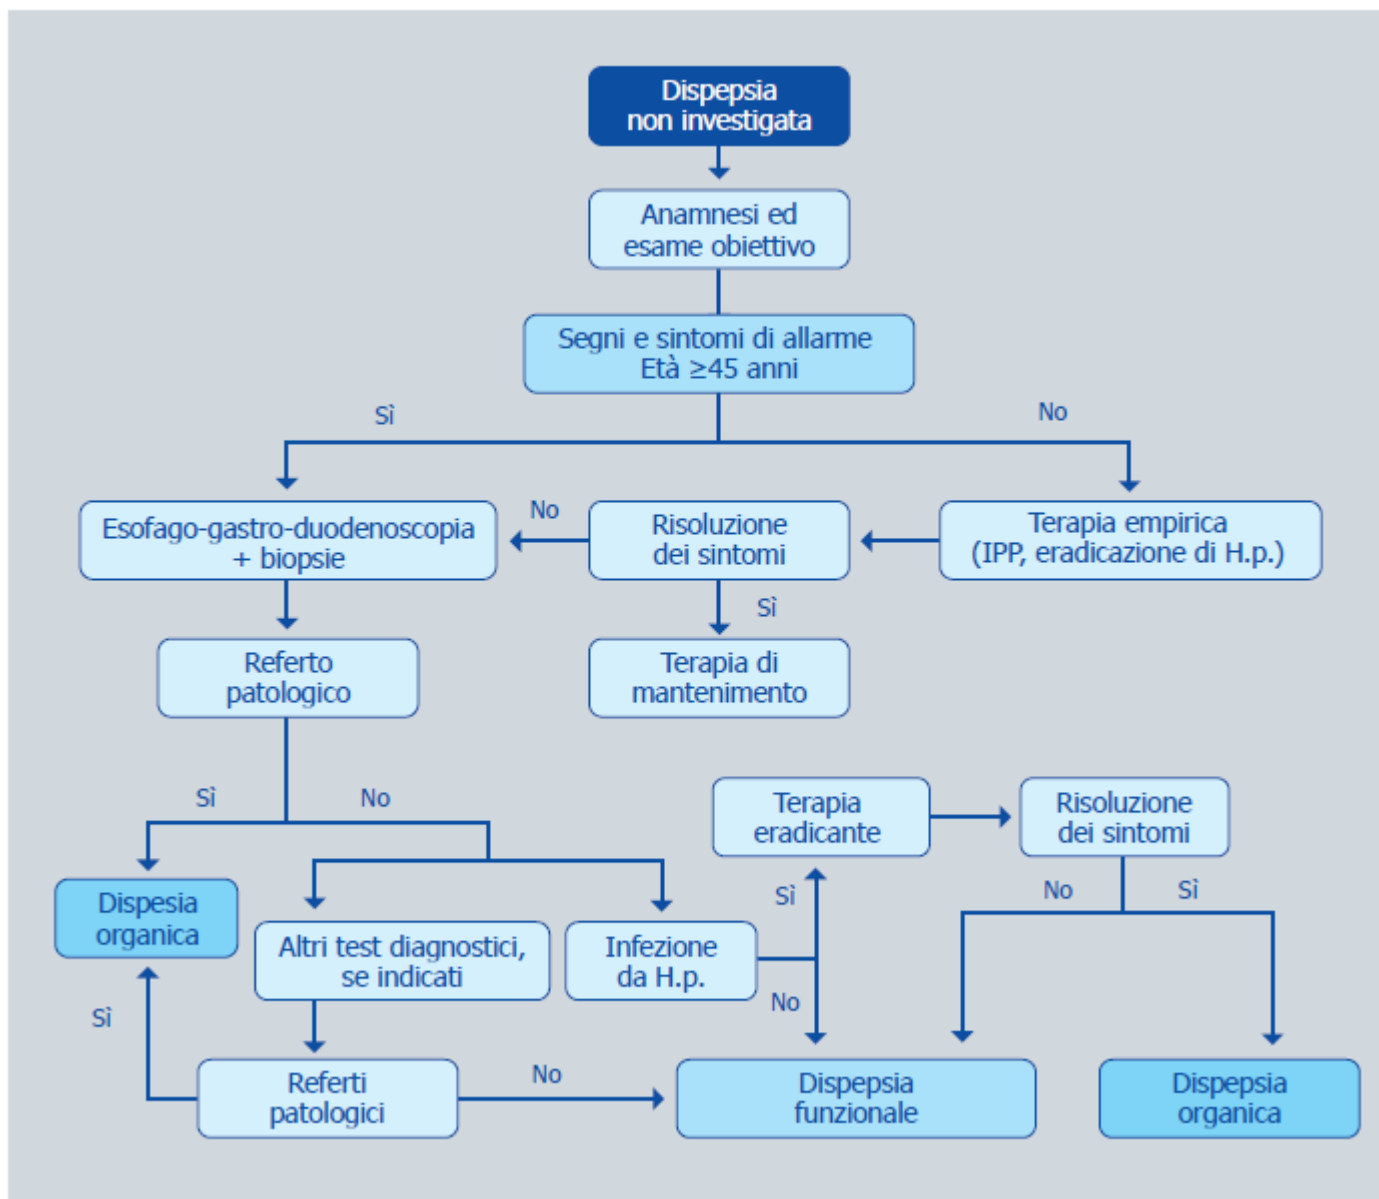 Dispepsia
non investigata
Anamnesi ed
esame obiettivo
Segni e sintomi di allarme
Età ≥45 anni
Sì
No
Esofago-gastro-duodenoscopia
+ biopsie
No
Risoluzione
dei sintomi
Terapia empirica
(IPP, eradicazione di H.p.)
Sì
Referto
patologico
Terapia di
mantenimento
Sì
No
Terapia
eradicante
Risoluzione
dei sintomi
Dispesia
organica
Altri test diagnostici,
se indicati
Infezione
da H.p.
Sì
No
No
Sì
Sì
Referti
patologici
No
Dispepsia
funzionale
Dispepsia
organica